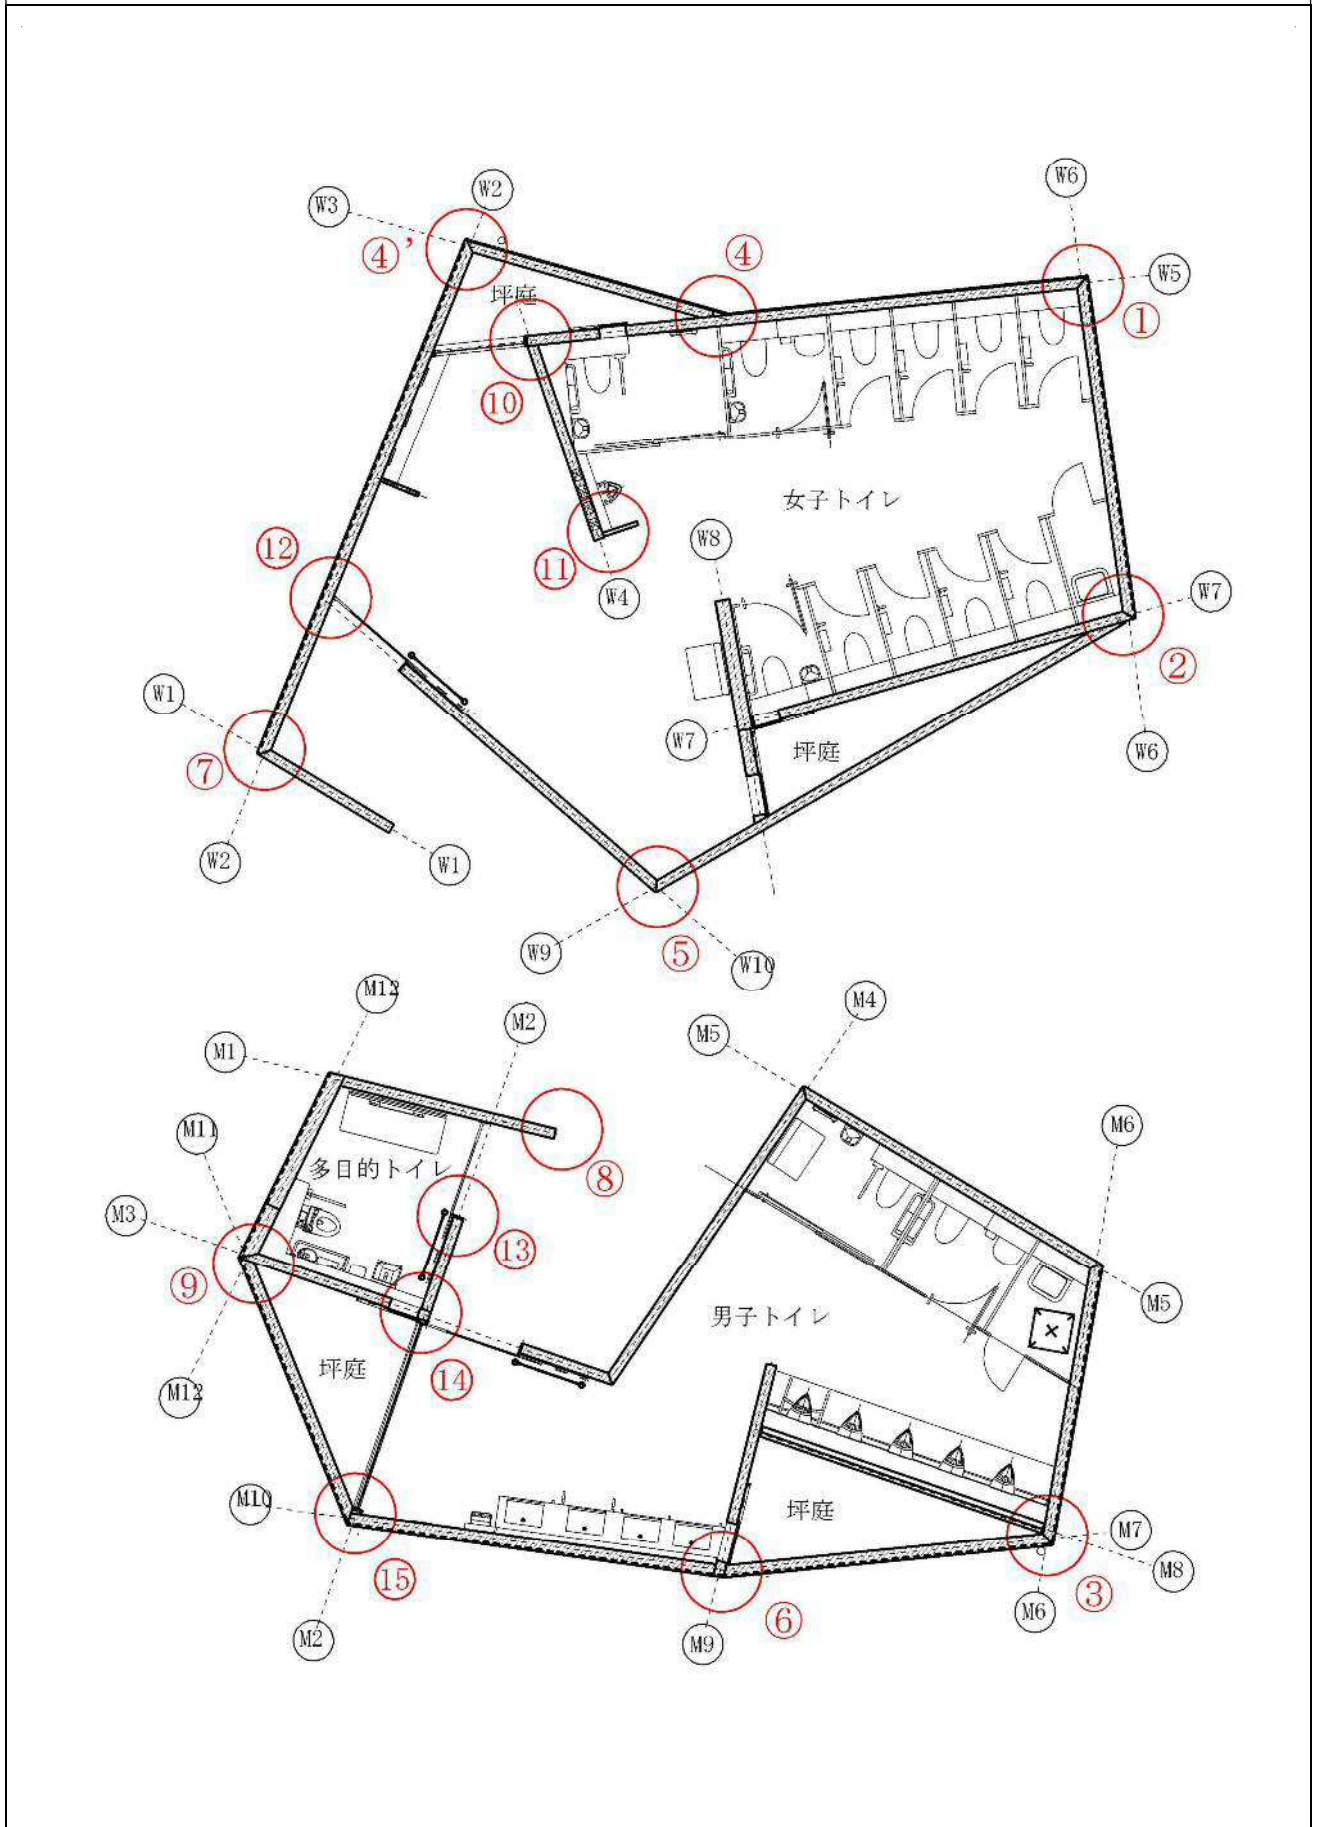 W6
W2
W3
④’
④
W5
坪庭
①
⑩
女子トイレ
W8
⑫
⑪
W4
W7
②
W1
W7
坪庭
W6
⑦
W2
W1
W9
⑤
W10
M12
M4
M2
M5
M1
M6
M11
多目的トイレ
⑧
M3
⑬
⑨
M5
男子トイレ
坪庭
⑭
M12
M10
坪庭
M7
M8
⑮
③
M6
⑥
M2
M9